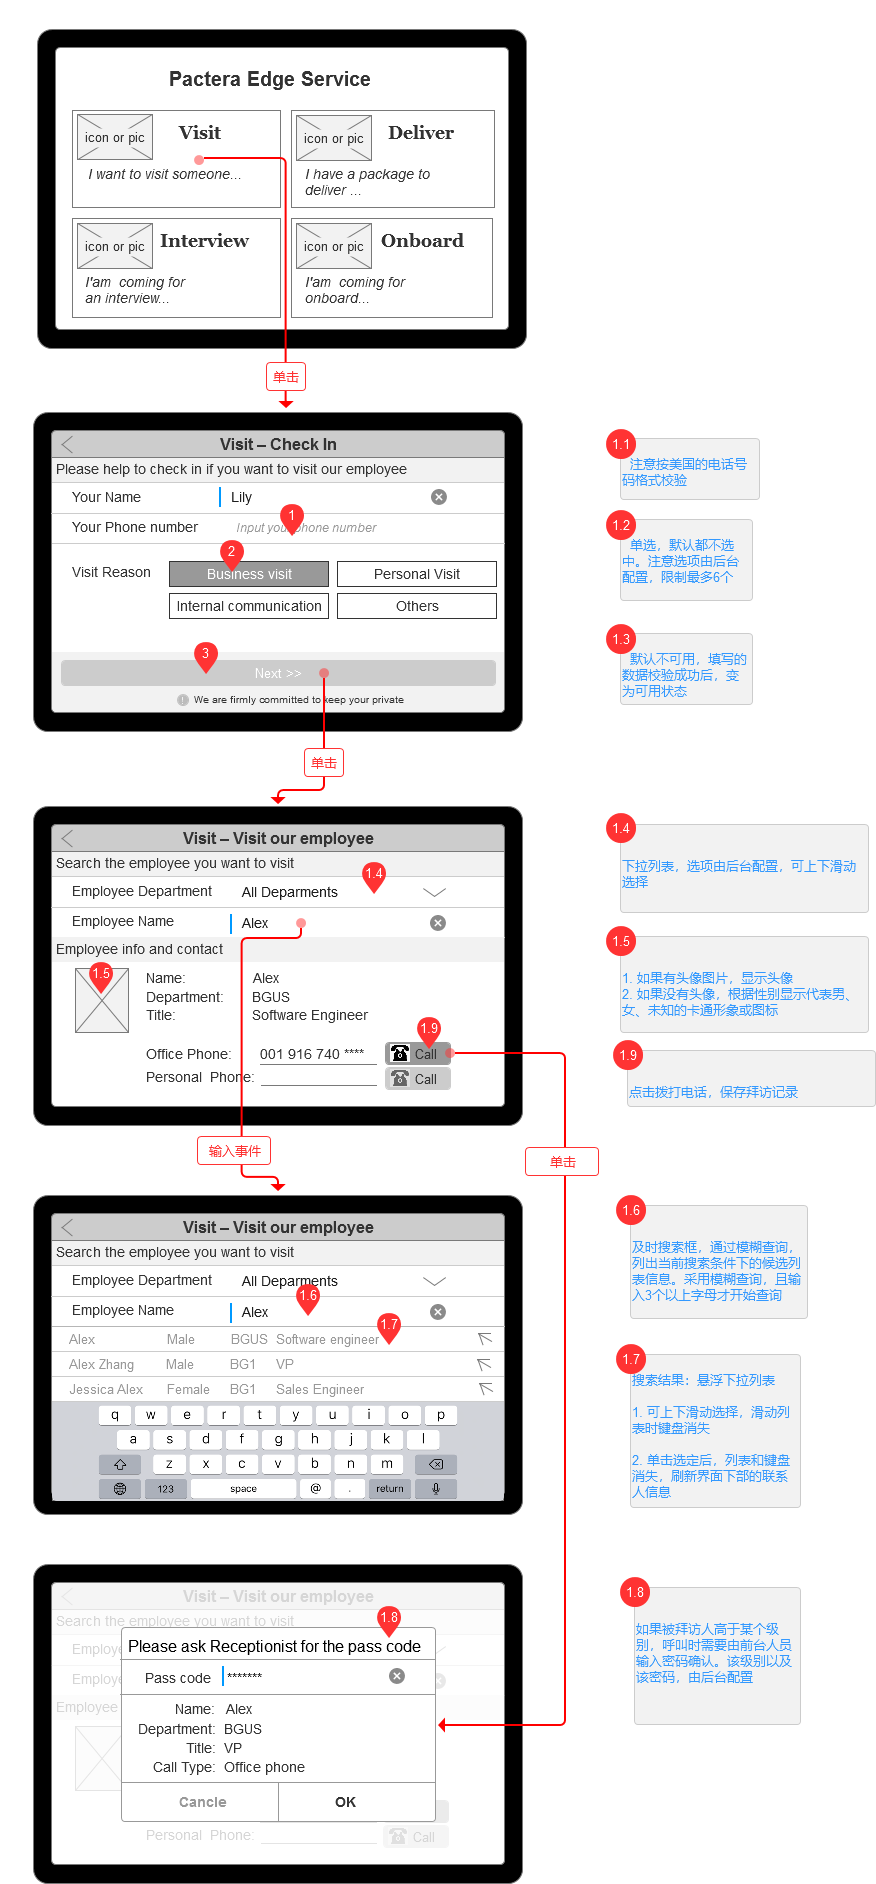 Pactera Edge Service
icon or pic
Visit
I want to visit someone...
icon or pic
Deliver
I have a package to
deliver ...
icon or pic
Interview
I'am  coming for
an interview...
icon or pic
Onboard
I'am  coming for
onboard...
单击
Visit – Check In
Please help to check in if you want to visit our employee
Your Name
Lily
Your Phone number
Input your phone number
1
2
Visit Reason
Business visit
Personal Visit
Internal communication
Others
3
Next >>
We are firmly committed to keep your private
1.1
注意按美国的电话号
码格式校验
1.2
单选，默认都不选
中。注意选项由后台
配置，限制最多6个
1.3
默认不可用，填写的
数据校验成功后，变
为可用状态
单击
Visit – Visit our employee
Search the employee you want to visit
Employee Department
All Deparments
1.4
Employee Name
Alex
Employee info and contact
1.5
Name:
Alex
Department:
BGUS
Title:
Software Engineer
1.9
Office Phone:
001 916 740 ****
Call
Personal  Phone:
Call
1.4
下拉列表，选项由后台配置，可上下滑动
选择
1.5
1. 如果有头像图片，显示头像
2. 如果没有头像，根据性别显示代表男、
女、未知的卡通形象或图标
1.9
点击拨打电话，保存拜访记录
输入事件
单击
Visit – Visit our employee
Search the employee you want to visit
Employee Department
All Deparments
1.6
Employee Name
Alex
1.7
Alex Male BGUS Software engineer
Alex Zhang Male BG1 VP
Jessica Alex Female BG1 Sales Engineer
q w e r t y u i o p
a s d f g h j k l
z x c v b n m
123 space @ . return
1.6
及时搜索框，通过模糊查询，
列出当前搜索条件下的候选列
表信息。采用模糊查询，且输
入3个以上字母才开始查询
1.7
搜索结果：悬浮下拉列表
1. 可上下滑动选择，滑动列
表时键盘消失
2. 单击选定后，列表和键盘
消失，刷新界面下部的联系
人信息
Visit – Visit our employee
Search the employee you want to visit
1.8
Employe
Employe
Employee
Please ask Receptionist for the pass code
Pass code
*******
Name:
Alex
Department:
BGUS
Title:
VP
Call Type:
Office phone
Cancle
OK
Personal  Phone:
Call
1.8
如果被拜访人高于某个级
别，呼叫时需要由前台人员
输入密码确认。该级别以及
该密码，由后台配置